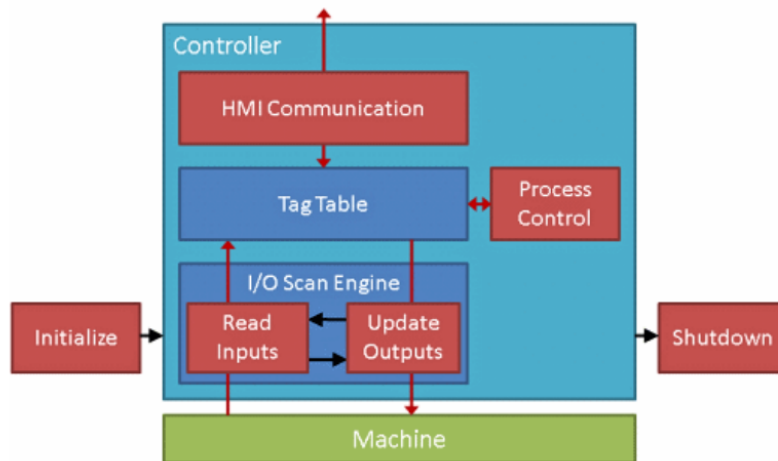 Controller
HMI Communication
Tag Table
Process
Control
I/O Scan Engine
Initialize
Read
Inputs
Update
Outputs
Shutdown
Machine